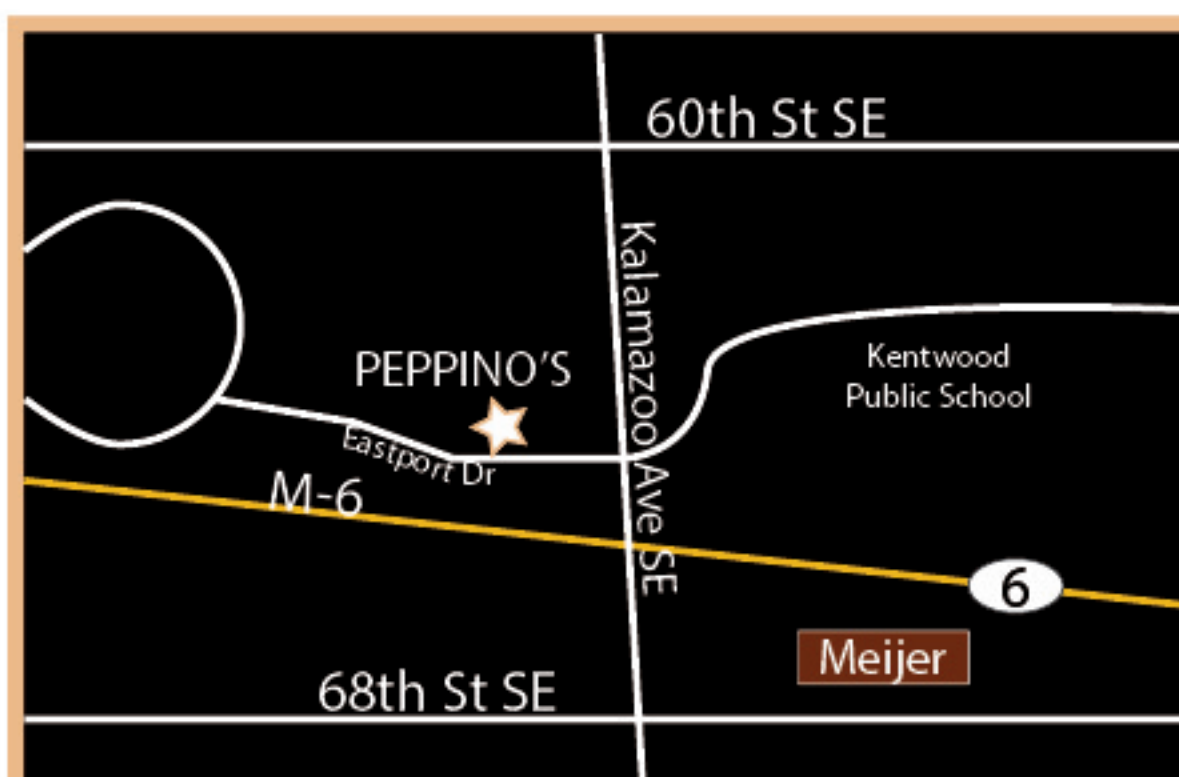 60th St SE
Kalamazoo Ave SE
Kentwood
Public School
PEPPINO'S
Eastport Dr
M-6
6
Meijer
68th St SE